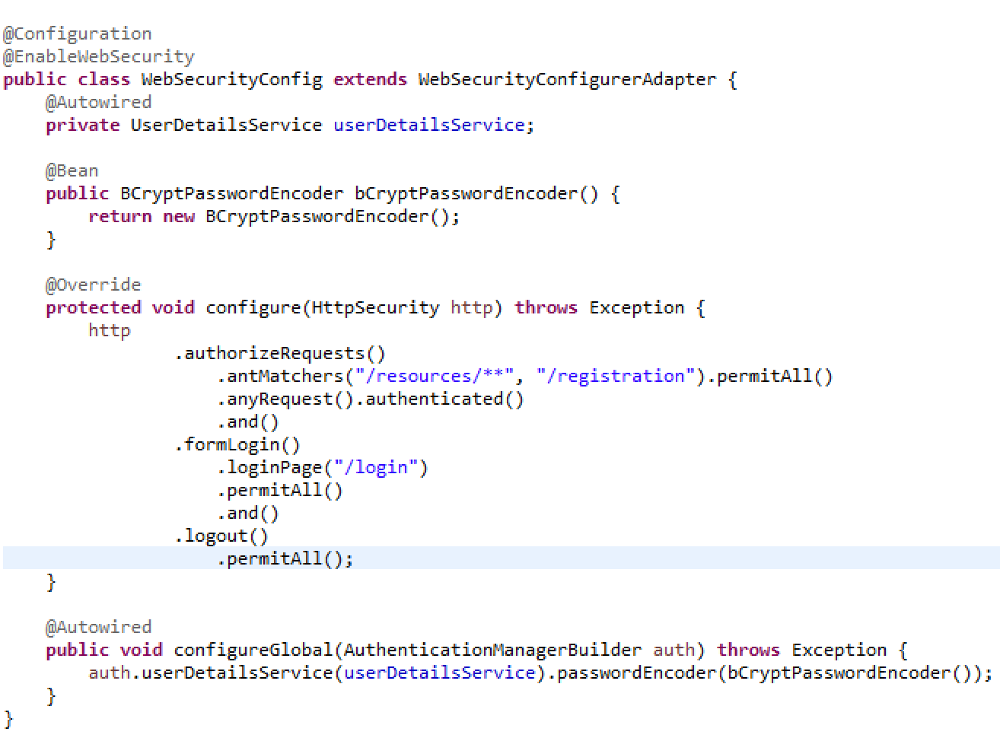 @Configuration
@EnableWebSecurity
public class WebSecurityConfig extends WebSecurityConfigurerAdapter {
    @Autowired
    private UserDetailsService userDetailsService;

    @Bean
    public BCryptPasswordEncoder bCryptPasswordEncoder() {
        return new BCryptPasswordEncoder();
    }

    @Override
    protected void configure(HttpSecurity http) throws Exception {
        http
                .authorizeRequests()
                    .antMatchers("/resources/**", "/registration").permitAll()
                    .anyRequest().authenticated()
                    .and()
                .formLogin()
                    .loginPage("/login")
                    .permitAll()
                    .and()
                .logout()
                    .permitAll();
    }

    @Autowired
    public void configureGlobal(AuthenticationManagerBuilder auth) throws Exception {
        auth.userDetailsService(userDetailsService).passwordEncoder(bCryptPasswordEncoder());
    }
}